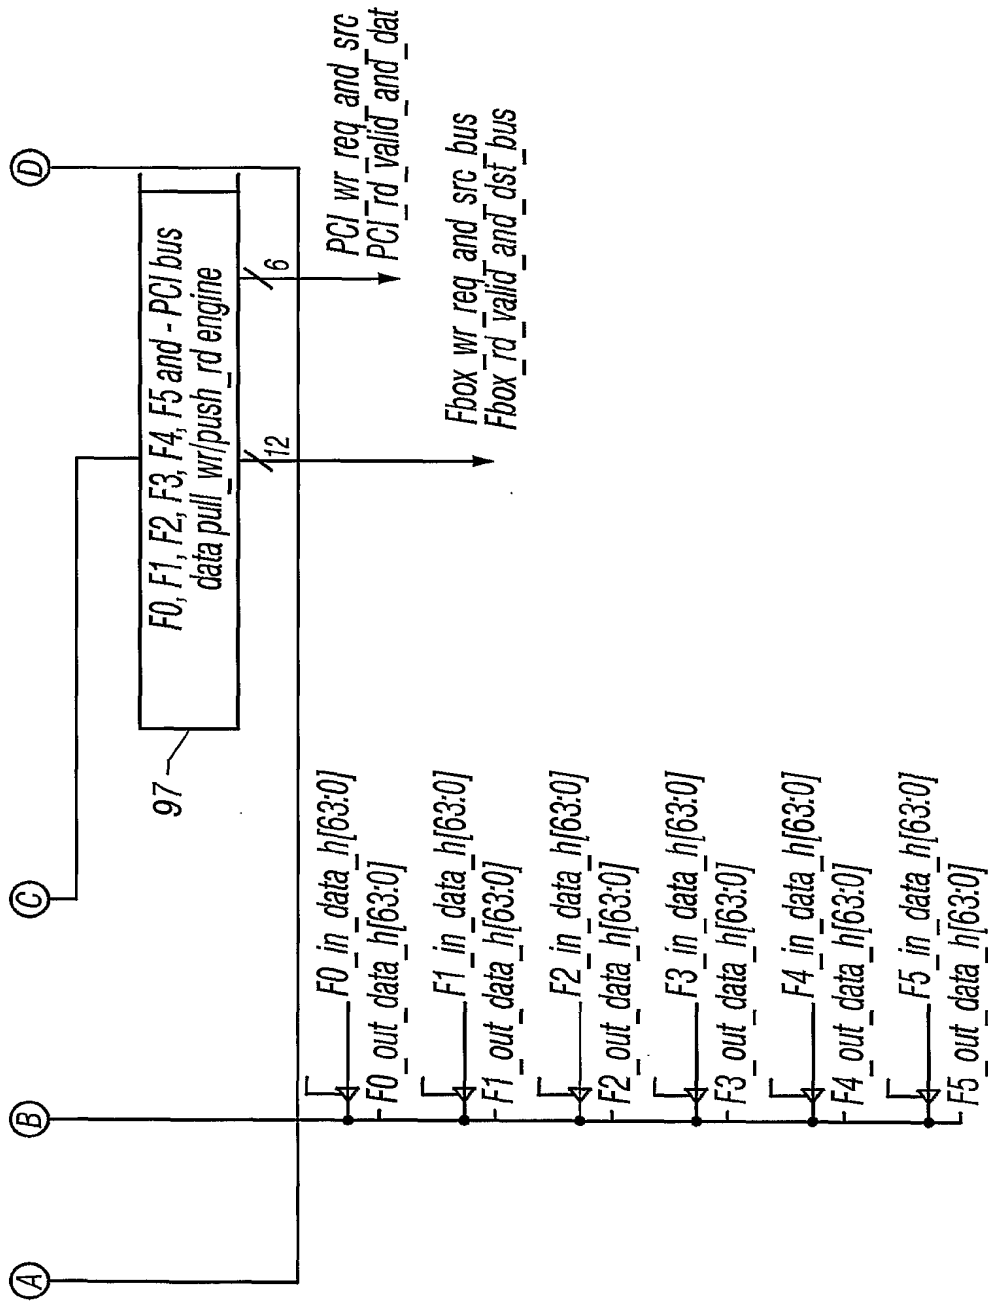 A
B
C
D
97
F0, F1, F2, F3, F4, F5 and - PCI bus
data pull_wr/push_rd engine
12
6
PCI_wr_req_and_src
PCI_rd_valid_and_dat
Fbox_wr_req_and_src_bus
Fbox_rd_valid_and_dst_bus
F0_in_data_h[63:0]
F0_out_data_h[63:0]
F1_in_data_h[63:0]
F1_out_data_h[63:0]
F2_in_data_h[63:0]
F2_out_data_h[63:0]
F3_in_data_h[63:0]
F3_out_data_h[63:0]
F4_in_data_h[63:0]
F4_out_data_h[63:0]
F5_in_data_h[63:0]
F5_out_data_h[63:0]